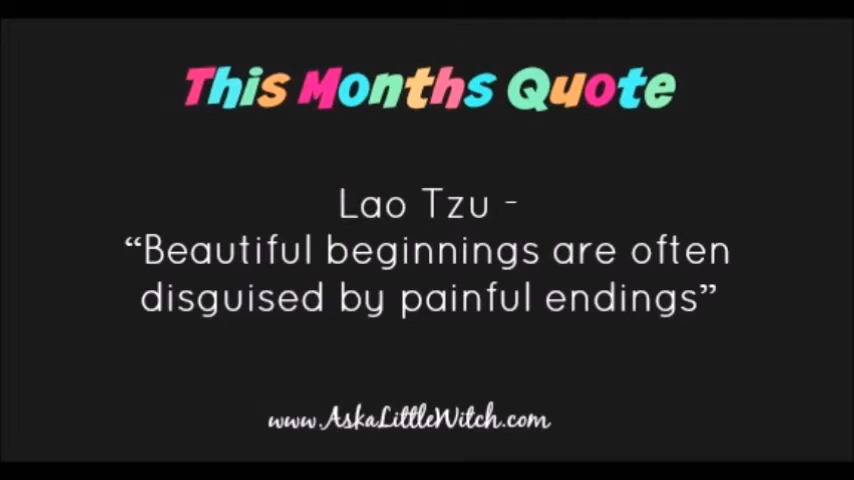 This Months Quote
Lao Tzu -
“Beautiful beginnings are often
disguised by painful endings”
www.AskaLittleWitch.com